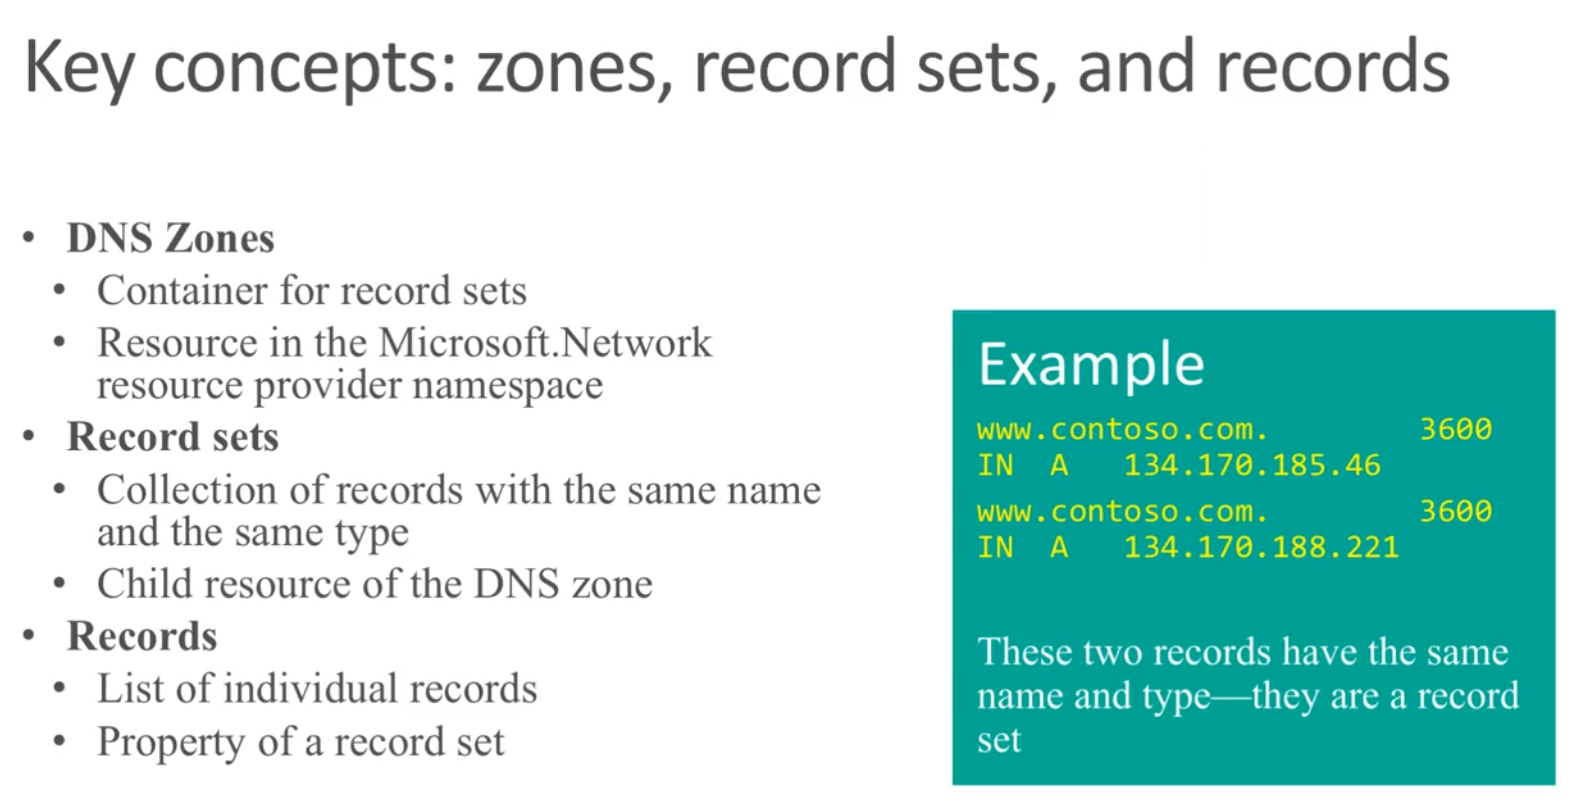 Key concepts: zones, record sets, and records
• DNS Zones
• Container for record sets
• Resource in the Microsoft.Network
resource provider namespace
• Record sets
• Collection of records with the same name
and the same type
• Child resource of the DNS zone
• Records
• List of individual records
• Property of a record set
Example
www.contoso.com. 3600
IN A 134.170.185.46
www.contoso.com. 3600
IN A 134.170.188.221
These two records have the same
name and type—they are a record
set